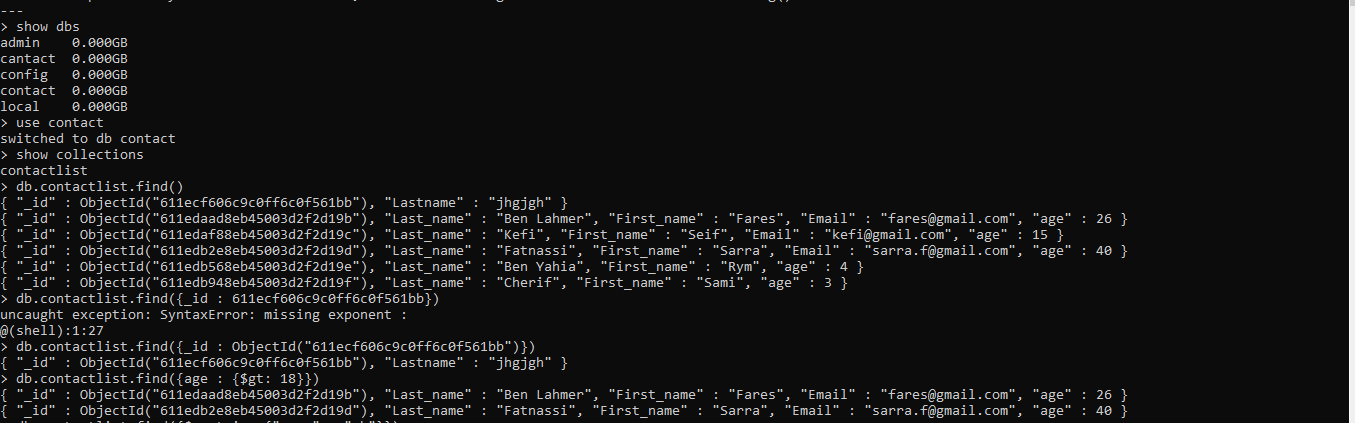 ---
> show dbs
admin    0.000GB
cantact  0.000GB
config   0.000GB
contact  0.000GB
local    0.000GB
> use contact
switched to db contact
> show collections
contactlist
> db.contactlist.find()
{ "_id" : ObjectId("611ecf606c9c0ff6c0f561bb"), "Lastname" : "jhgjgh" }
{ "_id" : ObjectId("611edaad8eb45003d2f2d19b"), "Last_name" : "Ben Lahmer", "First_name" : "Fares", "Email" : "fares@gmail.com", "age" : 26 }
{ "_id" : ObjectId("611edaf88eb45003d2f2d19c"), "Last_name" : "Kefi", "First_name" : "Seif", "Email" : "kefi@gmail.com", "age" : 15 }
{ "_id" : ObjectId("611edb2e8eb45003d2f2d19d"), "Last_name" : "Fatnassi", "First_name" : "Sarra", "Email" : "sarra.f@gmail.com", "age" : 40 }
{ "_id" : ObjectId("611edb568eb45003d2f2d19e"), "Last_name" : "Ben Yahia", "First_name" : "Rym", "age" : 4 }
{ "_id" : ObjectId("611edb948eb45003d2f2d19f"), "Last_name" : "Cherif", "First_name" : "Sami", "age" : 3 }
> db.contactlist.find({_id : 611ecf606c9c0ff6c0f561bb})
uncaught exception: SyntaxError: missing exponent :
@(shell):1:27
> db.contactlist.find({_id : ObjectId("611ecf606c9c0ff6c0f561bb")})
{ "_id" : ObjectId("611ecf606c9c0ff6c0f561bb"), "Lastname" : "jhgjgh" }
> db.contactlist.find({age : {$gt: 18}})
{ "_id" : ObjectId("611edaad8eb45003d2f2d19b"), "Last_name" : "Ben Lahmer", "First_name" : "Fares", "Email" : "fares@gmail.com", "age" : 26 }
{ "_id" : ObjectId("611edb2e8eb45003d2f2d19d"), "Last_name" : "Fatnassi", "First_name" : "Sarra", "Email" : "sarra.f@gmail.com", "age" : 40 }